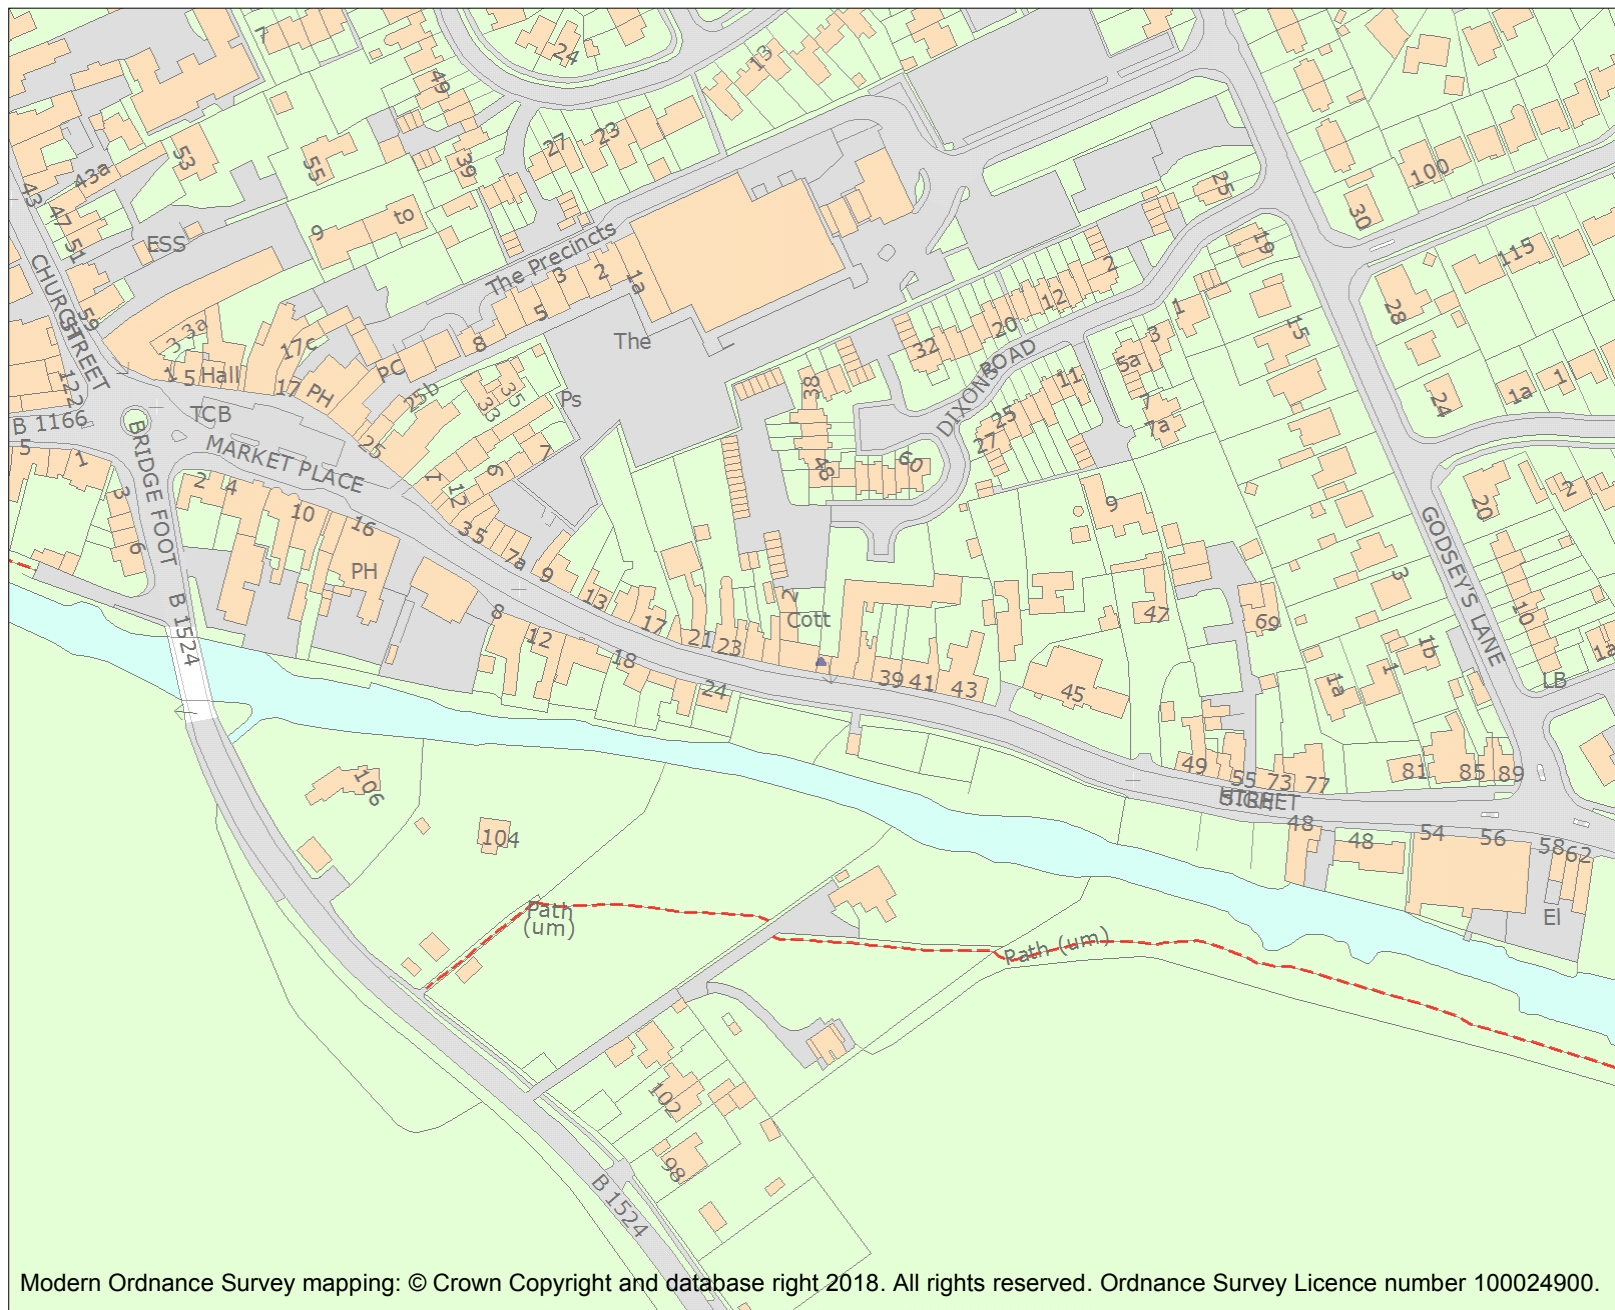 7
24
13
49
27
23
39
53
55
43a
43
47
51
9
to
ESS
25
100
30
19
115
CHURCH
STREET
59
The Precincts
3
2
1a
5
8
The
2
12
20
32
DIXONS
ROAD
1
3
5a
7
7a
15
28
3
3a
17c
1
5
Hall
17
PH
PC
25b
33
35
Ps
38
11
25
27
24
1a
1
122
TCB
B 1166
5
1
BRIDGE FOOT
MARKET PLACE
25
7
6
1
12
48
60
9
20
2
3
6
2
4
10
16
PH
3
5
7a
9
13
17
21
23
2
Cott
47
69
3
10
GODSEY'S LANE
1b
1
1a
1a
LB
B 1524
8
12
18
24
39
41
43
45
49
55
73
77
81
85
89
HIGH
STREET
48
48
54
56
58
62
El
106
104
Path
(um)
Path (um)
102
98
B 1524
Modern Ordnance Survey mapping: © Crown Copyright and database right 2018. All rights reserved. Ordnance Survey Licence number 100024900.